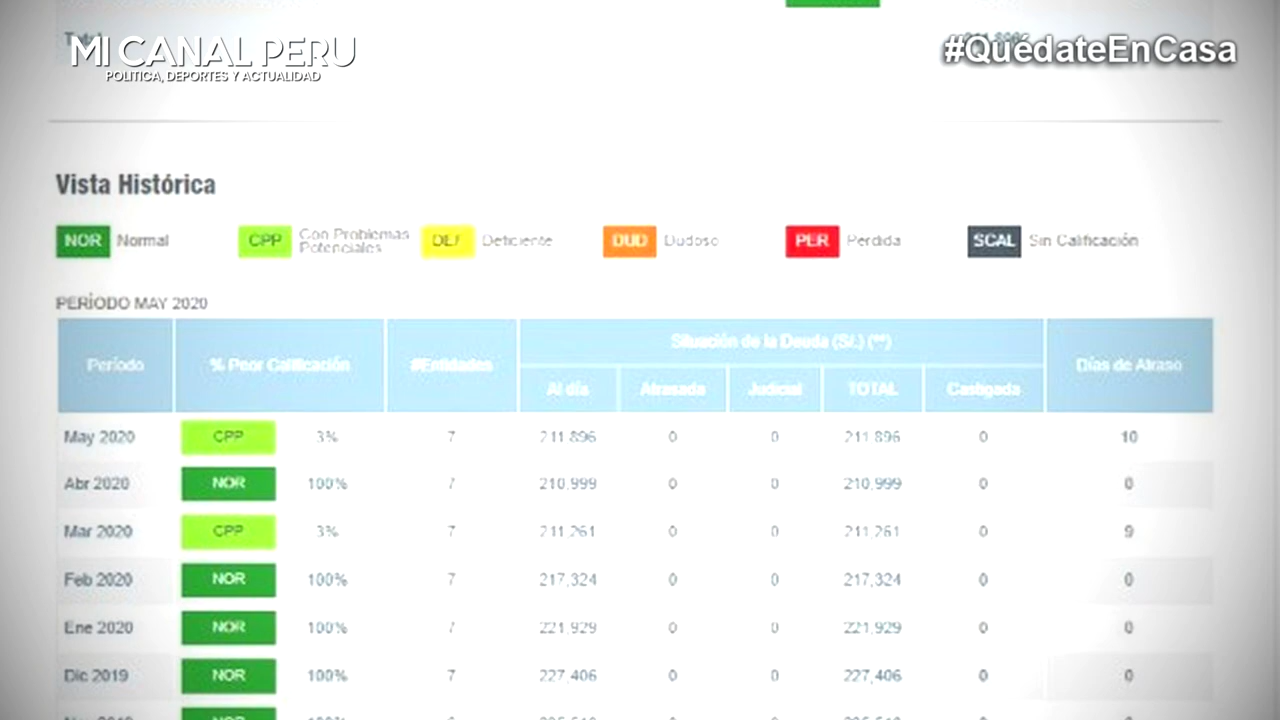 MI CANAL PERU
POLITICA, DEPORTES Y ACTUALIDAD
#QuédateEnCasa
Total
Vista Histórica
NOR Normal CPP Con Problemas Potenciales DEF Deficiente DUD Dudoso PER Perdida SCAL Sin Calificación
PERÍODO MAY 2020
Período % Peor Calificación #Entidades Situación de la Deuda (S/.) (**) Días de Atraso
Al día Atrasada Judicial TOTAL Castigada
May 2020 CPP 3% 7 211,896 0 0 211,896 0 10
Abr 2020 NOR 100% 7 210,999 0 0 210,999 0 0
Mar 2020 CPP 3% 7 211,261 0 0 211,261 0 9
Feb 2020 NOR 100% 7 217,324 0 0 217,324 0 0
Ene 2020 NOR 100% 7 221,929 0 0 221,929 0 0
Dic 2019 NOR 100% 7 227,406 0 0 227,406 0 0